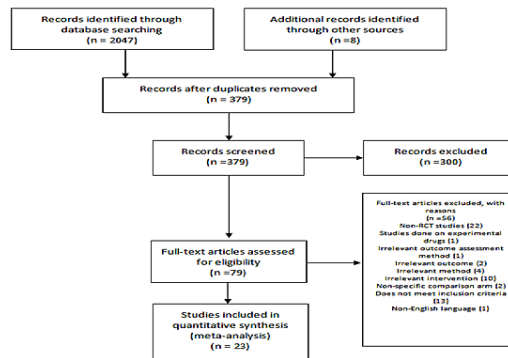 Records identified through
database searching
(n = 2047)
Additional records identified
through other sources
(n =8)
Records after duplicates removed
(n = 379)
Records screened
(n =379)
Records excluded
(n =300)
Full-text articles assessed
for eligibility
(n =79)
Full-text articles excluded, with
reasons
(n =56)
Non-RCT studies (22)
Studies done on experimental
drugs (1)
Irrelevant outcome assessment
method (1)
Irrelevant outcome (2)
Irrelevant method (4)
Irrelevant intervention (10)
Non-specific comparison arm (2)
Does not meet inclusion criteria
(13)
Non-English language (1)
Studies included in
quantitative synthesis
(meta-analysis)
(n = 23)